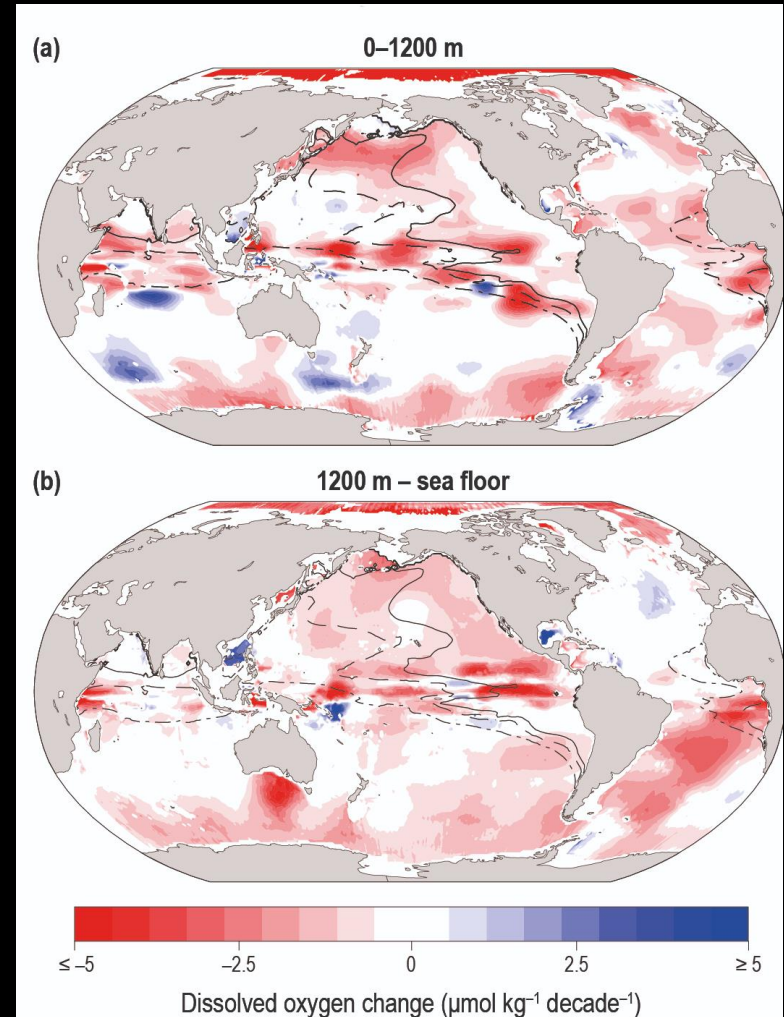 (a)
0–1200 m
(b)
1200 m – sea floor
≤ –5
–2.5
0
2.5
≥ 5
Dissolved oxygen change (µmol kg⁻¹ decade⁻¹)